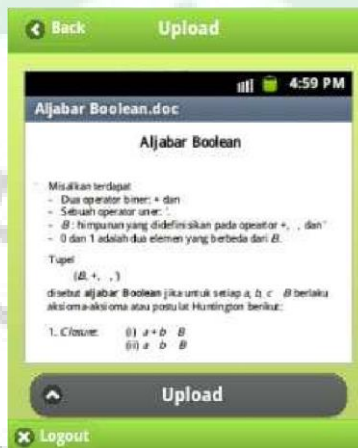 Back Upload
4:59 PM
Aljabar Boolean.doc
Aljabar Boolean
Misalkan terdapat
- Dua operator biner: + dan
- Sebuah operator uner: '.
- B : himpunan yang didefinisikan pada opeartor +, , dan '
- 0 dan 1 adalah dua elemen yang berbeda dari B.
Tupel
(B, +, , ')
disebut aljabar Boolean jika untuk setiap a, b, c B berlaku
aksioma-aksioma atau postulat Huntington berikut:
1. Closure: (i) a + b B
(ii) a b B
Upload
Logout